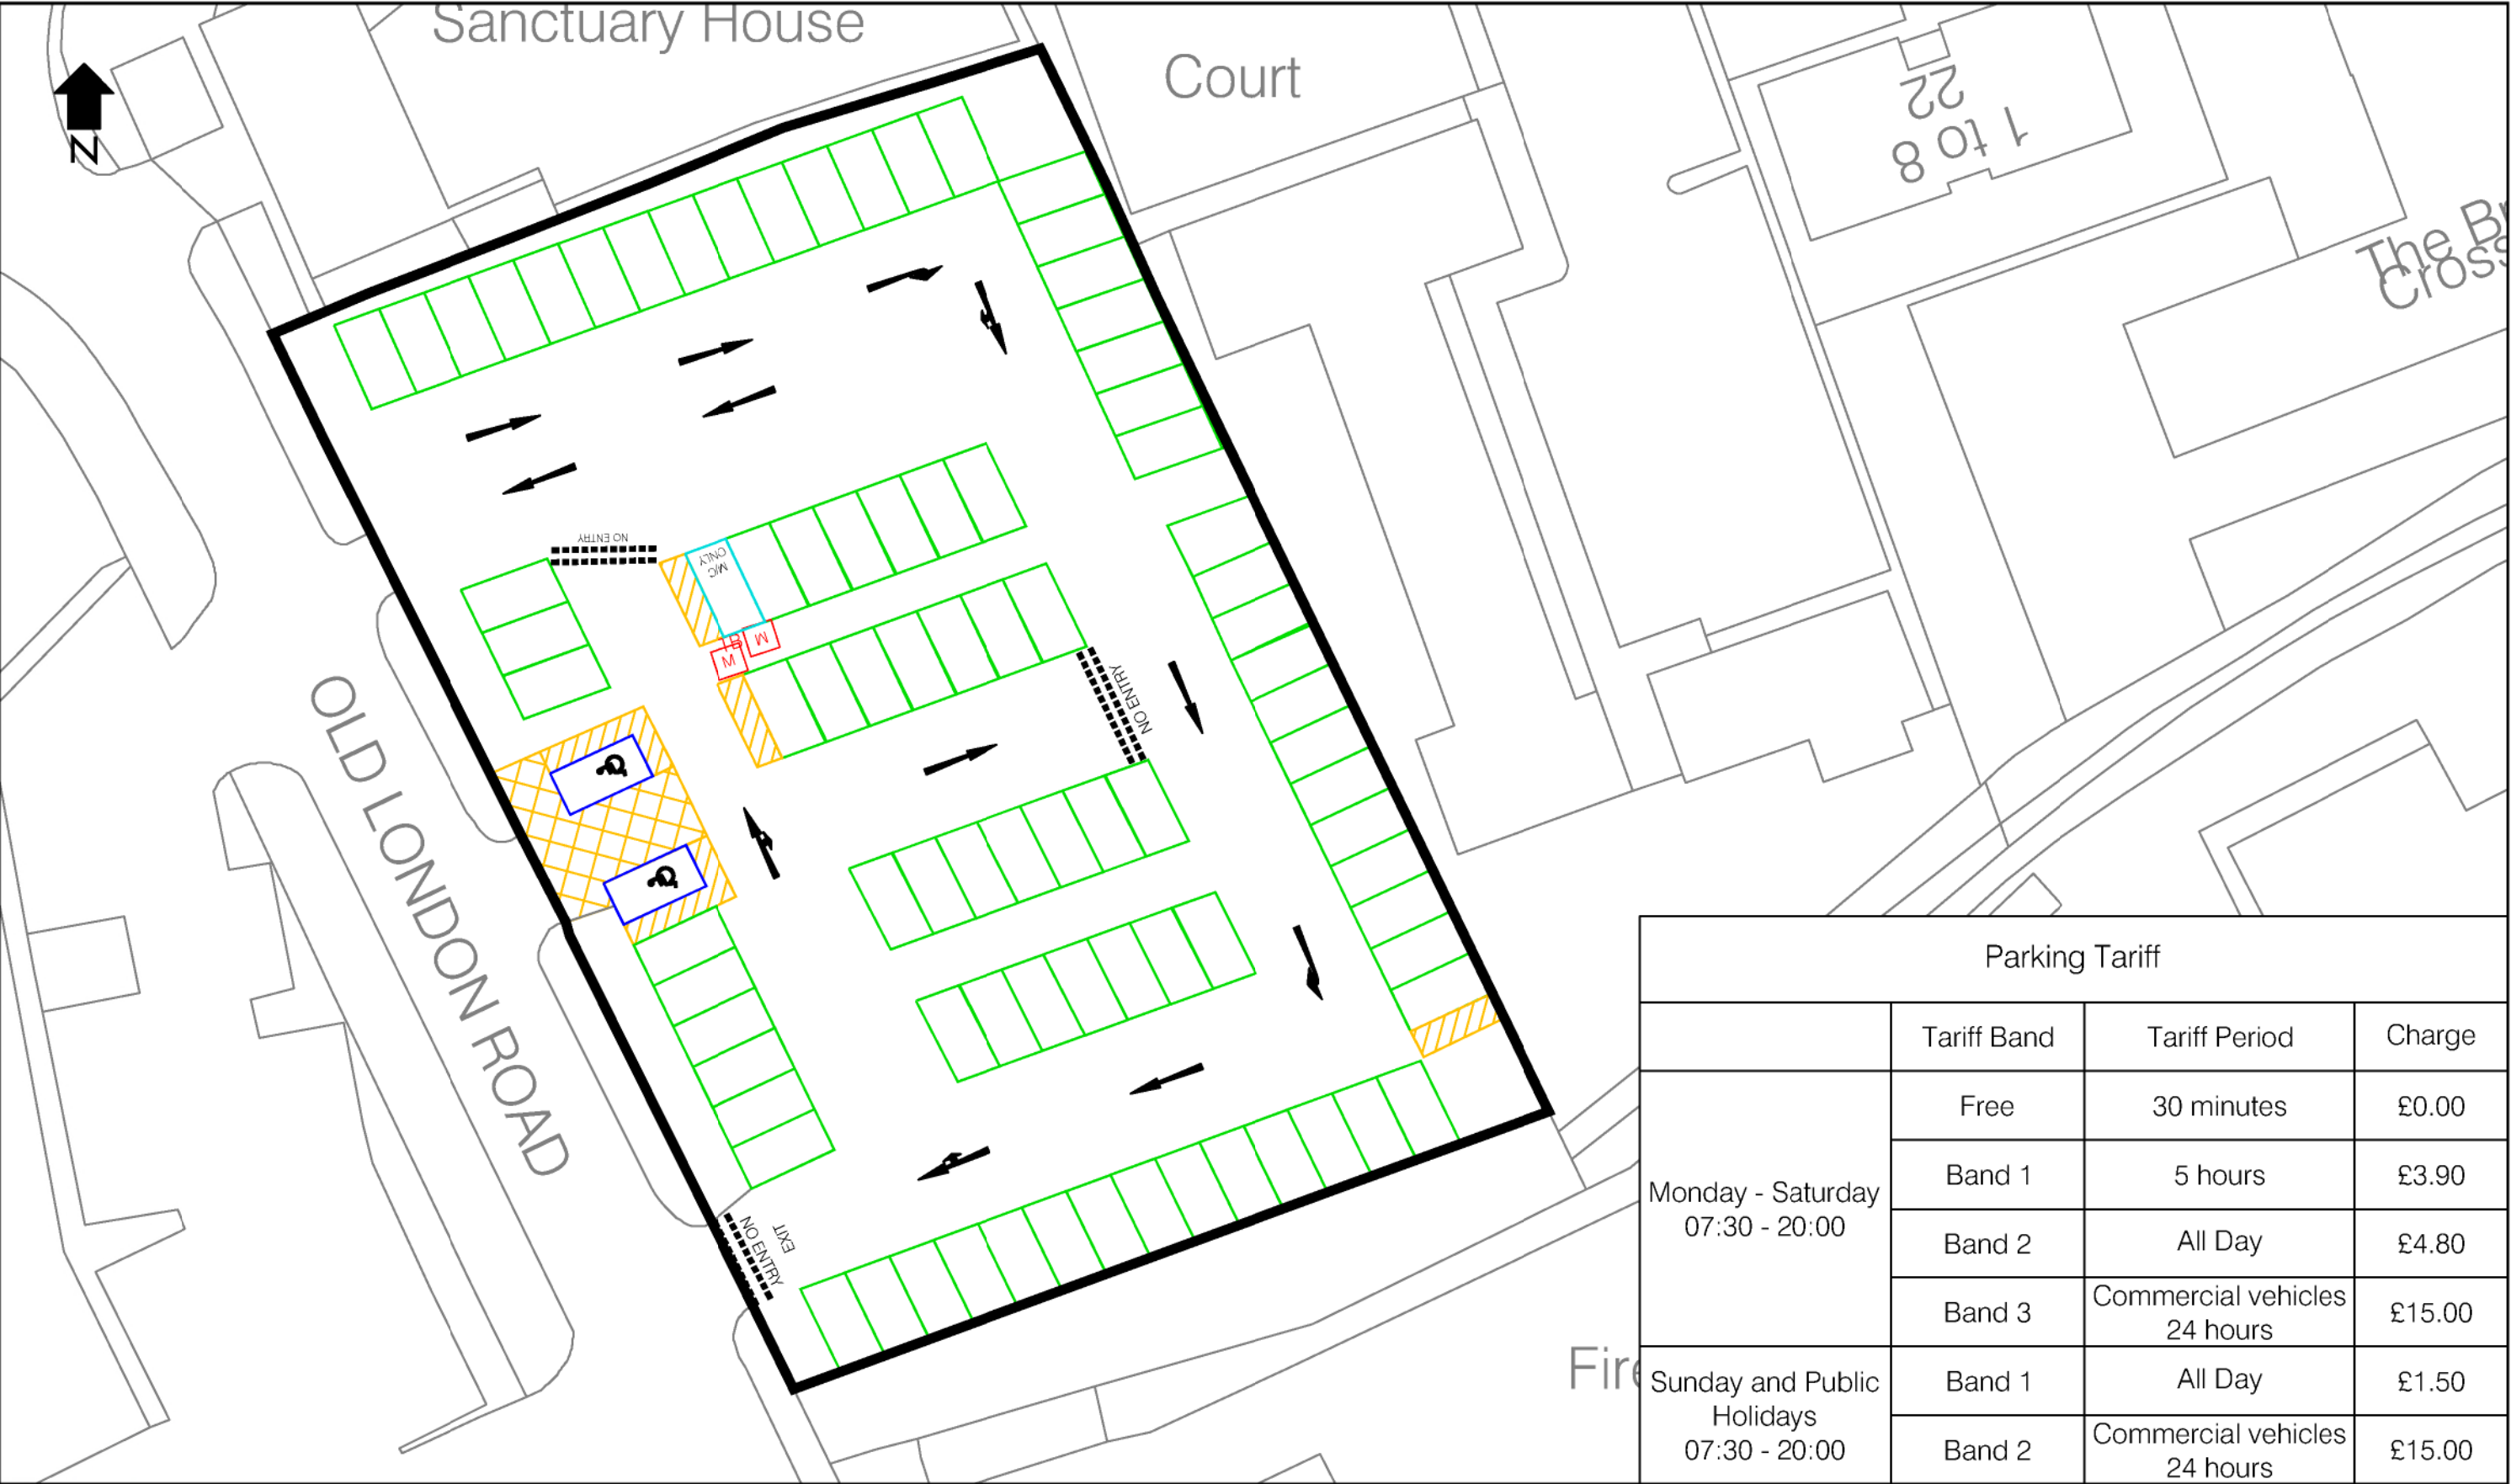 Sanctuary House
Court
22
1 to 8
N
The Br
Cross
NO ENTRY
M/C
ONLY
M
M
NO ENTRY
OLD LONDON ROAD
EXIT
NO ENTRY
Fire
Parking Tariff
Tariff Band Tariff Period Charge
Monday - Saturday
07:30 - 20:00
Free 30 minutes £0.00
Band 1 5 hours £3.90
Band 2 All Day £4.80
Band 3 Commercial vehicles
24 hours £15.00
Sunday and Public
Holidays
07:30 - 20:00
Band 1 All Day £1.50
Band 2 Commercial vehicles
24 hours £15.00